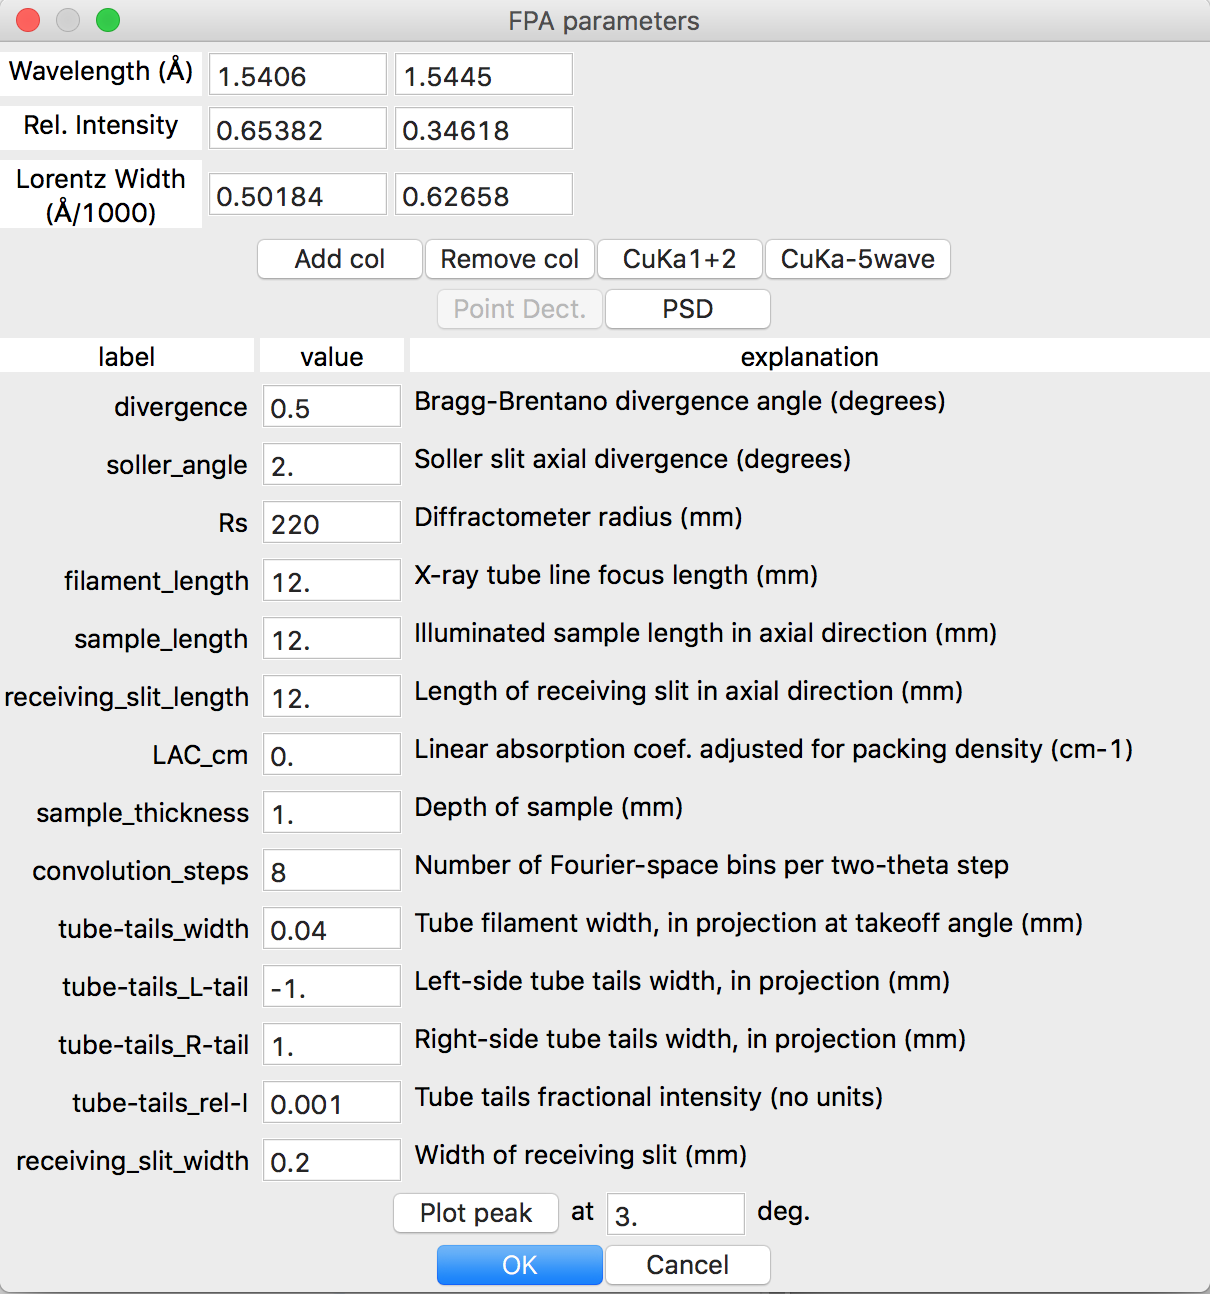 FPA parameters
Wavelength (Å) 1.5406 1.5445
Rel. Intensity 0.65382 0.34618
Lorentz Width
(Å/1000) 0.50184 0.62658
Add col Remove col CuKa1+2 CuKa-5wave
Point Dect. PSD
label value explanation
divergence 0.5 Bragg-Brentano divergence angle (degrees)
soller_angle 2. Soller slit axial divergence (degrees)
Rs 220 Diffractometer radius (mm)
filament_length 12. X-ray tube line focus length (mm)
sample_length 12. Illuminated sample length in axial direction (mm)
receiving_slit_length 12. Length of receiving slit in axial direction (mm)
LAC_cm 0. Linear absorption coef. adjusted for packing density (cm-1)
sample_thickness 1. Depth of sample (mm)
convolution_steps 8 Number of Fourier-space bins per two-theta step
tube-tails_width 0.04 Tube filament width, in projection at takeoff angle (mm)
tube-tails_L-tail -1. Left-side tube tails width, in projection (mm)
tube-tails_R-tail 1. Right-side tube tails width, in projection (mm)
tube-tails_rel-I 0.001 Tube tails fractional intensity (no units)
receiving_slit_width 0.2 Width of receiving slit (mm)
Plot peak at 3. deg.
OK Cancel